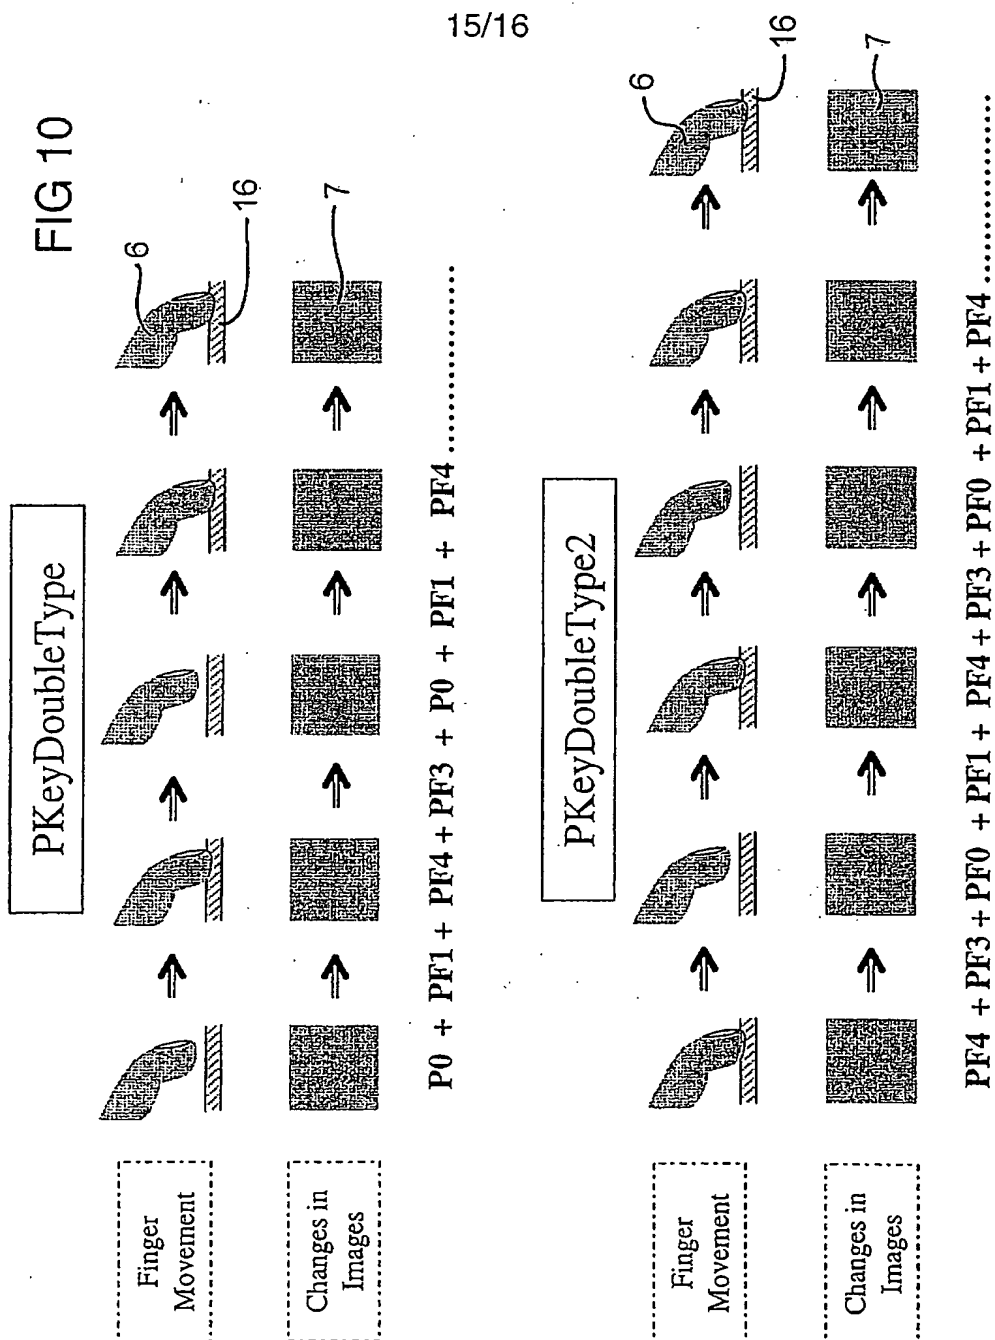 15/16
FIG 10
PKeyDoubleType
Finger
Movement
6
16
Changes in
Images
7
P0 + PF1 + PF4 + PF3 + P0 + PF1 + PF4 ................
PKeyDoubleType2
Finger
Movement
6
16
Changes in
Images
7
PF4 + PF3 + PF0 + PF1 + PF4 + PF3 + PF0 + PF1 + PF4 ................